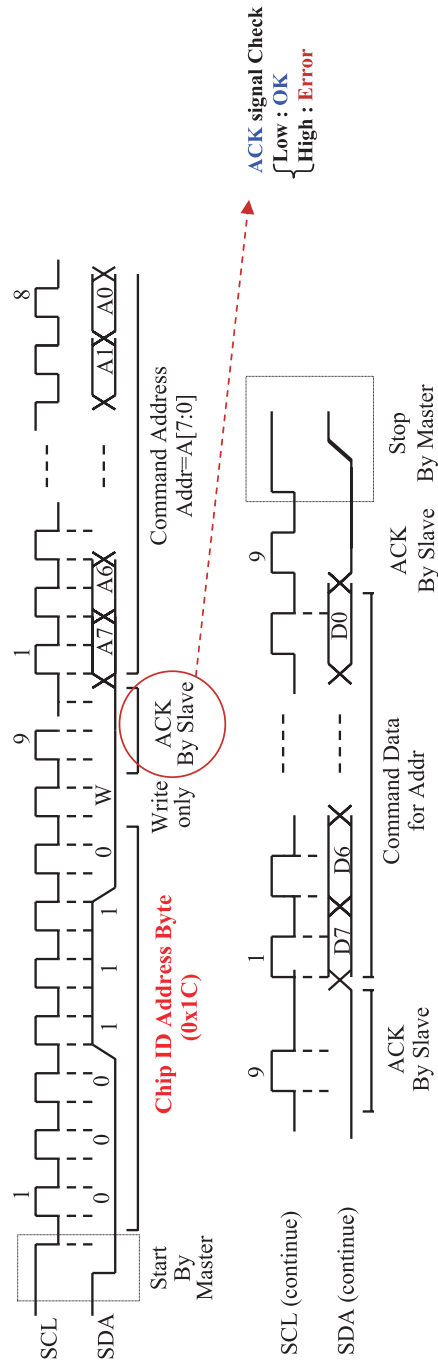 SCL
SDA
1
9
1
8
0
0
0
1
1
1
0
W
A7
A6
A1
A0
Start
By
Master
Chip ID Address Byte
(0x1C)
Write
only
ACK
By Slave
Command Address
Addr=A[7:0]
ACK signal Check
Low : OK
High : Error
SCL (continue)
SDA (continue)
9
1
9
D7
D6
D0
ACK
By Slave
Command Data
for Addr
ACK
By Slave
Stop
By Master